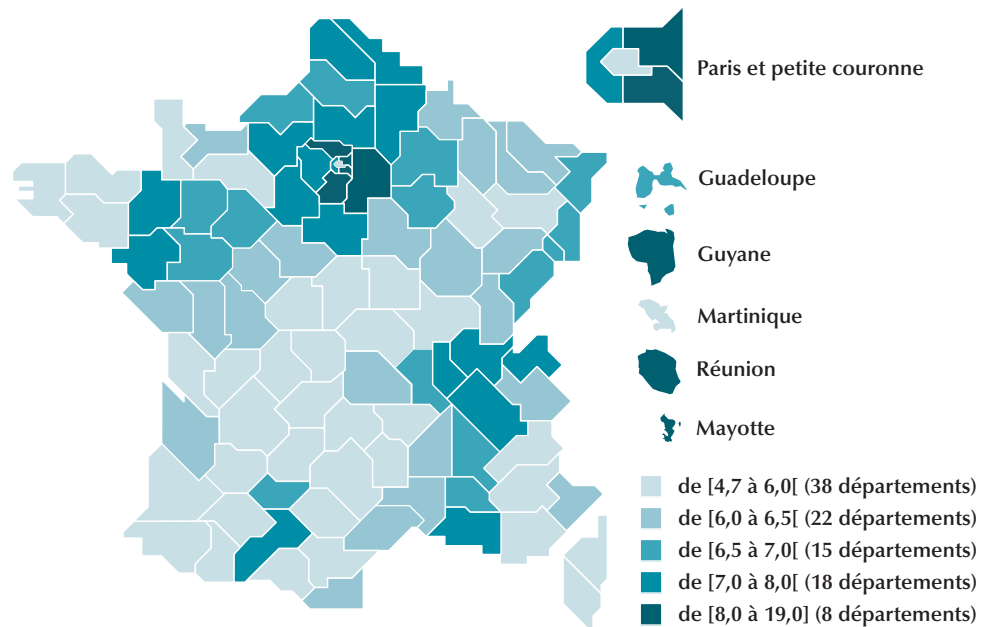 Paris et petite couronne
Guadeloupe
Guyane
Martinique
Réunion
Mayotte
de [4,7 à 6,0[ (38 départements)
de [6,0 à 6,5[ (22 départements)
de [6,5 à 7,0[ (15 départements)
de [7,0 à 8,0[ (18 départements)
de [8,0 à 19,0] (8 départements)